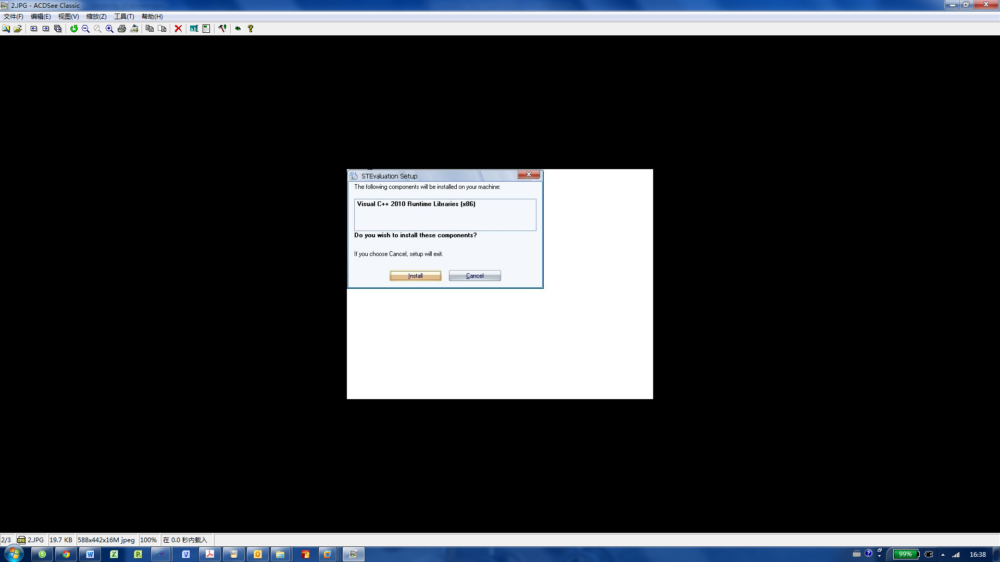 2.JPG - ACDSee Classic
文件(F) 编辑(E) 视图(V) 缩放(Z) 工具(T) 帮助(H)
STEvaluation Setup
The following components will be installed on your machine:
Visual C++ 2010 Runtime Libraries (x86)
Do you wish to install these components?
If you choose Cancel, setup will exit.
Install Cancel
2/3 2.JPG 19.7 KB 588x442x16M jpeg 100% 在 0.0 秒内载入
99% 16:38